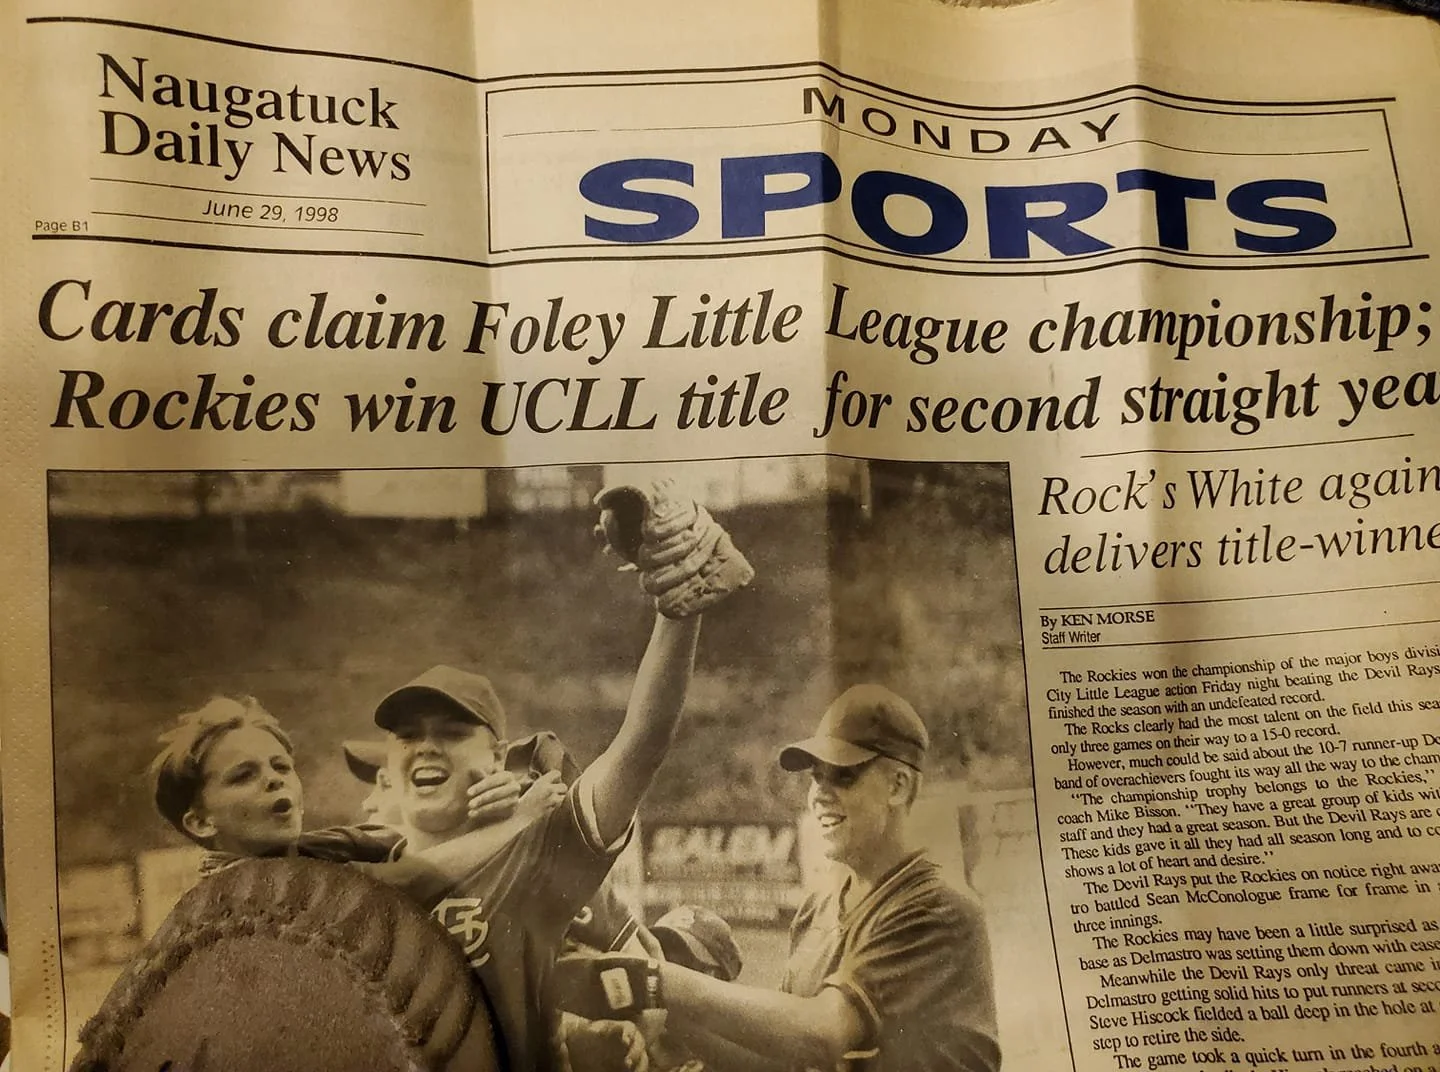 Naugatuck
Daily News
June 29, 1998
Page B1
MONDAY
SPORTS
Cards claim Foley Little League championship;
Rockies win UCLL title for second straight yea
Rock's White again
delivers title-winne
By KEN MORSE
Staff Writer
The Rockies won the championship of the major boys divisi
City Little League action Friday night beating the Devil Rays
finished the season with an undefeated record.
The Rocks clearly had the most talent on the field this sea
only three games on their way to a 15-0 record.
However, much could be said about the 10-7 runner-up De
band of overachievers fought its way all the way to the cham
"The championship trophy belongs to the Rockies,"
coach Mike Bisson. "They have a great group of kids wit
staff and they had a great season. But the Devil Rays are
These kids gave it all they had all season long and to co
shows a lot of heart and desire."
The Devil Rays put the Rockies on notice right awa
tro battled Sean McConologue frame for frame in a
three innings.
The Rockies may have been a little surprised as
base as Delmastro was setting them down with ease
Meanwhile the Devil Rays only threat came i
Delmastro getting solid hits to put runners at seco
Steve Hiscock fielded a ball deep in the hole at
step to retire the side.
The game took a quick turn in the fourth a